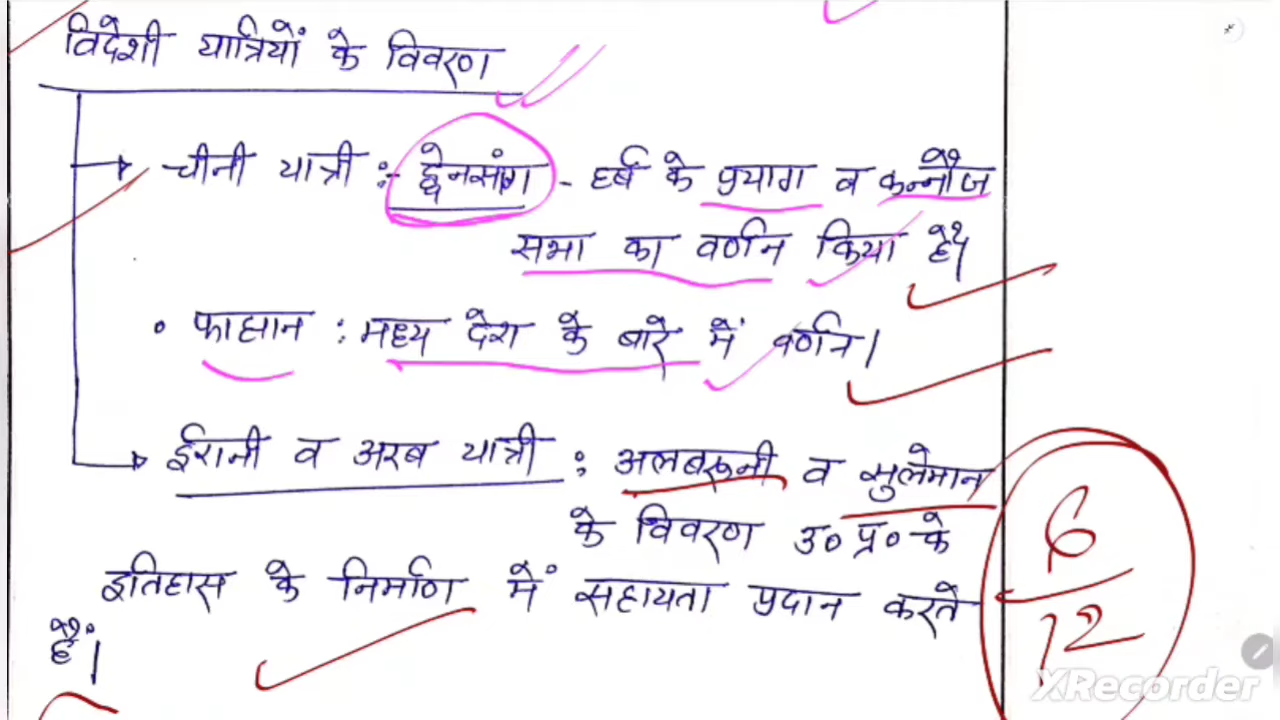 विदेशी यात्रियों के विवरण
चीनी यात्री :- ह्वेनसांग - हर्ष के प्रयाग व कन्नौज
सभा का वर्णन किया है।
• फाह्यान : मध्य देश के बारे में वर्णन।
ईरानी व अरब यात्री : अलबरूनी व सुलेमान
के विवरण उ० प्र० के
इतिहास के निर्माण में सहायता प्रदान करते
हैं।
6
12
XRecorder